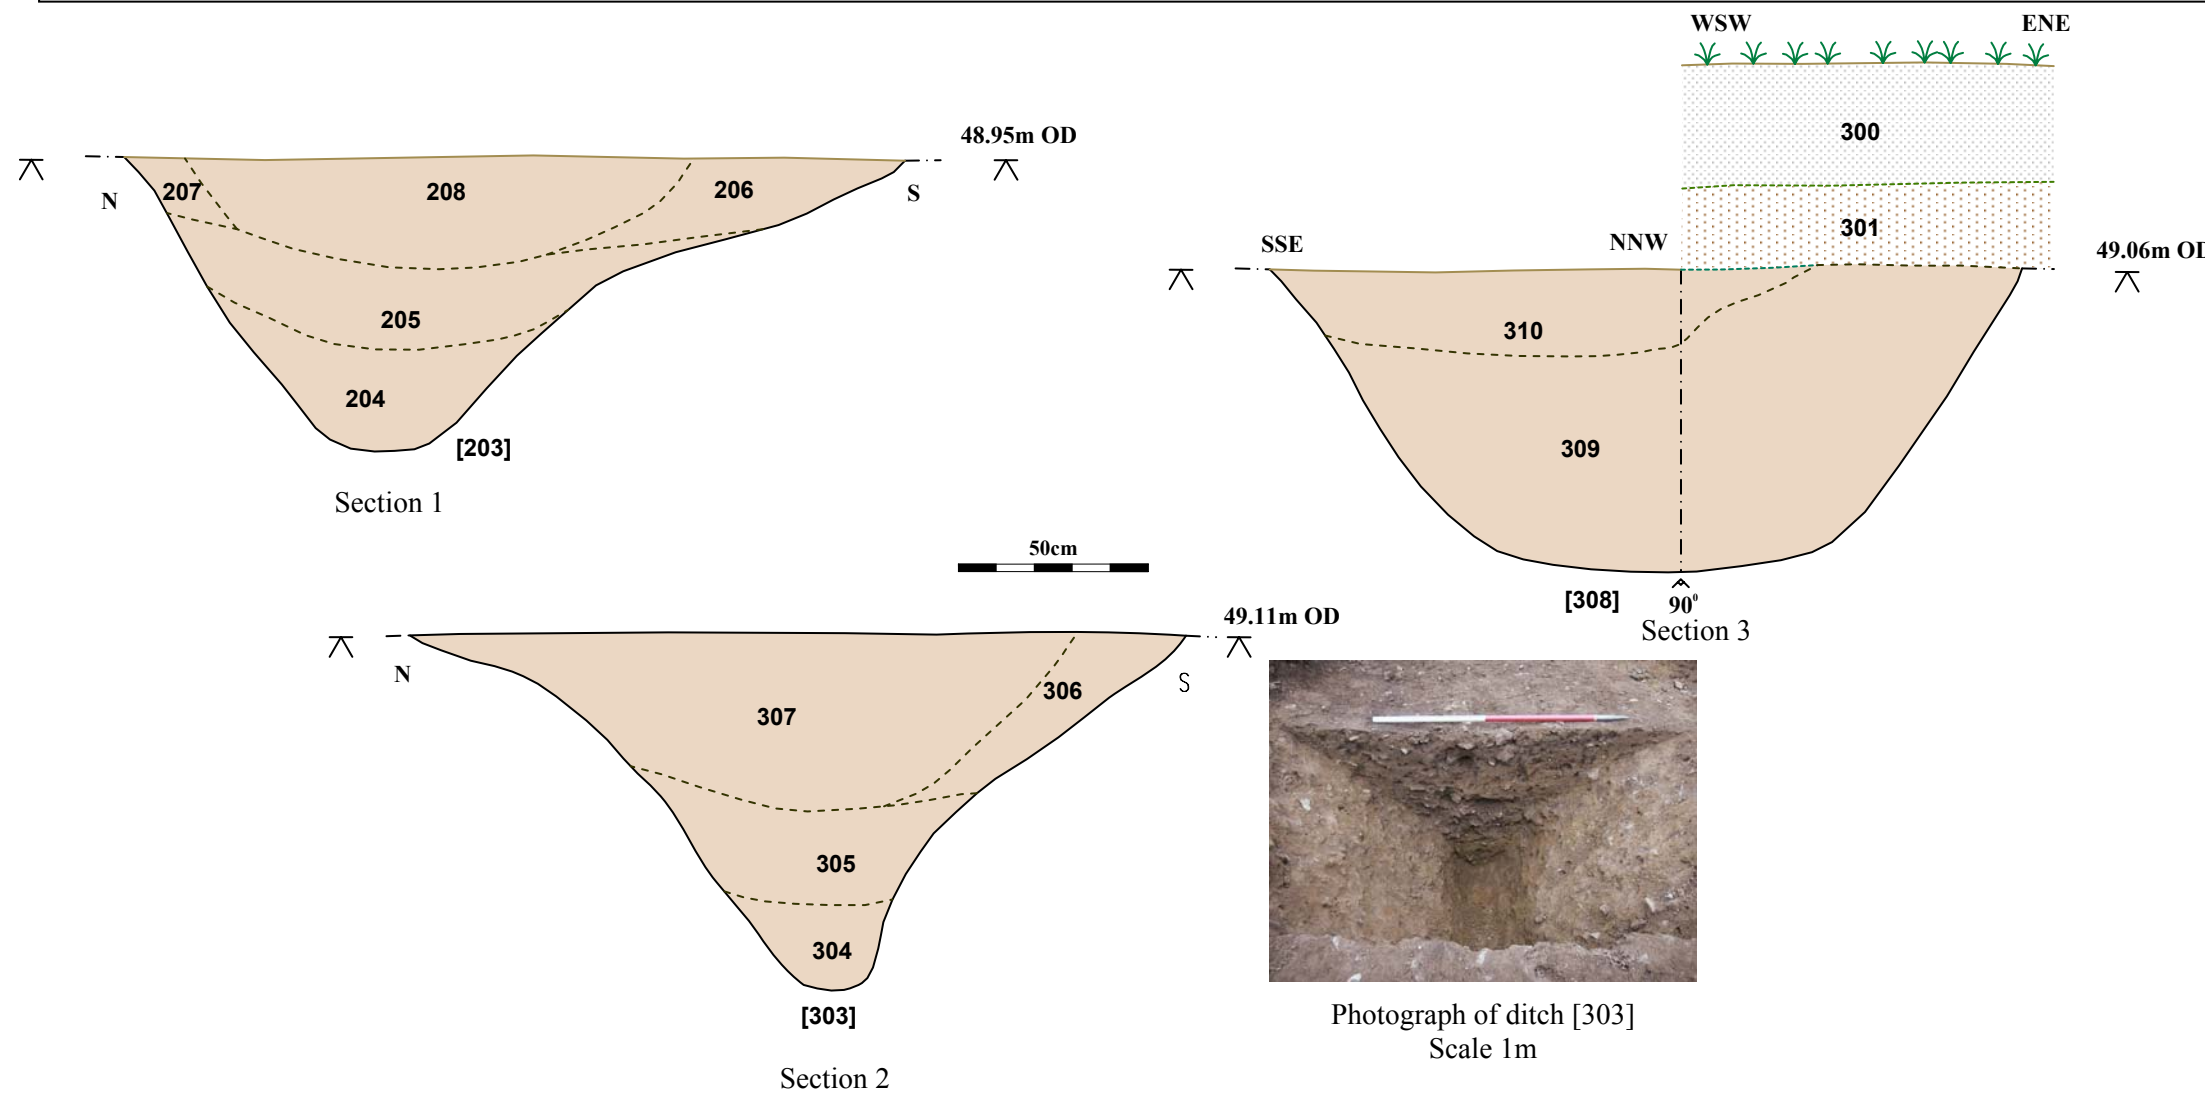 WSW ENE
48.95m OD
300
207 208 206
N S
301
SSE NNW
49.06m OD
205
310
204
309
[203]
Section 1
50cm
[308] 90⁰
Section 3
49.11m OD
N S
306
307
305
304
[303]
Section 2
Photograph of ditch [303]
Scale 1m